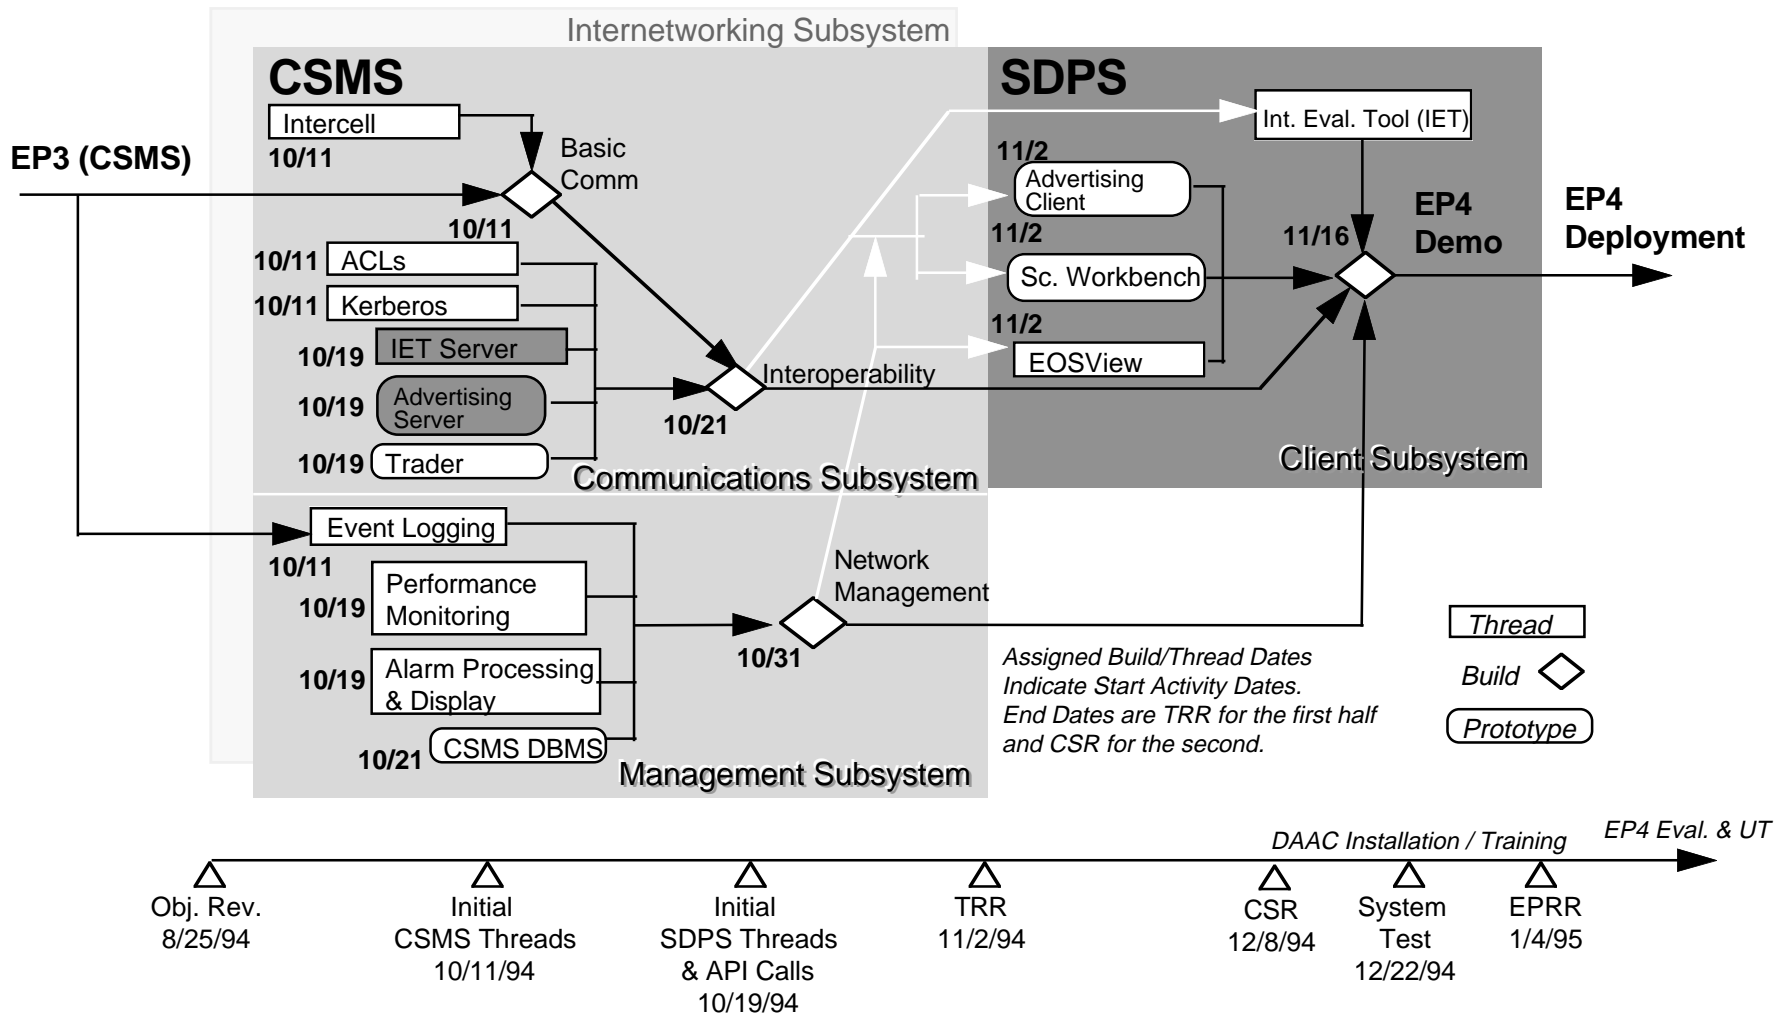 Internetworking Subsystem
CSMS
SDPS
Intercell
10/11
EP3 (CSMS)
Basic
Comm
10/11
10/11 ACLs
10/11 Kerberos
10/19 IET Server
10/19 Advertising
Server
10/19 Trader
10/21
Interoperability
Communications Subsystem
Int. Eval. Tool (IET)
11/2
Advertising
Client
11/2
Sc. Workbench
11/2
EOSView
11/16
EP4
Demo
EP4
Deployment
Client Subsystem
Event Logging
10/11
Performance
Monitoring
10/19
Alarm Processing
& Display
10/19
CSMS DBMS
10/21
Network
Management
10/31
Management Subsystem
Assigned Build/Thread Dates
Indicate Start Activity Dates.
End Dates are TRR for the first half
and CSR for the second.
Thread
Build
Prototype
DAAC Installation / Training
EP4 Eval. & UT
Obj. Rev.
8/25/94
Initial
CSMS Threads
10/11/94
Initial
SDPS Threads
& API Calls
10/19/94
TRR
11/2/94
CSR
12/8/94
System
Test
12/22/94
EPRR
1/4/95